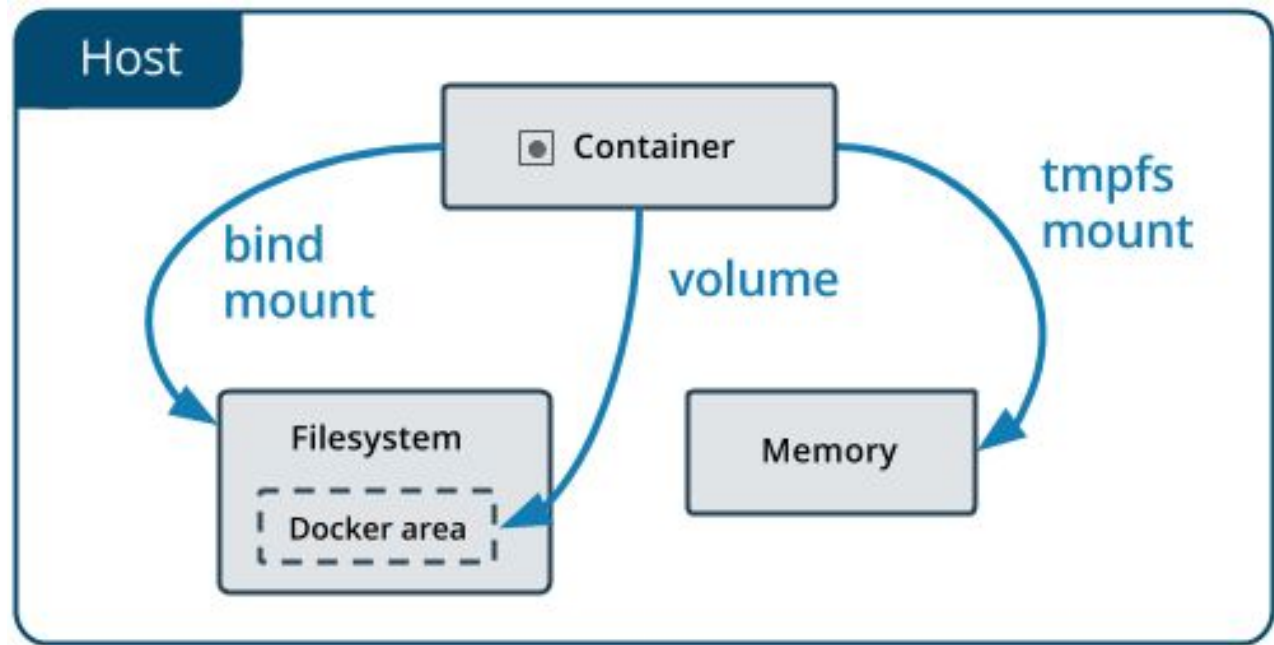 Host
Container
bind
mount
volume
tmpfs
mount
Filesystem
Docker area
Memory